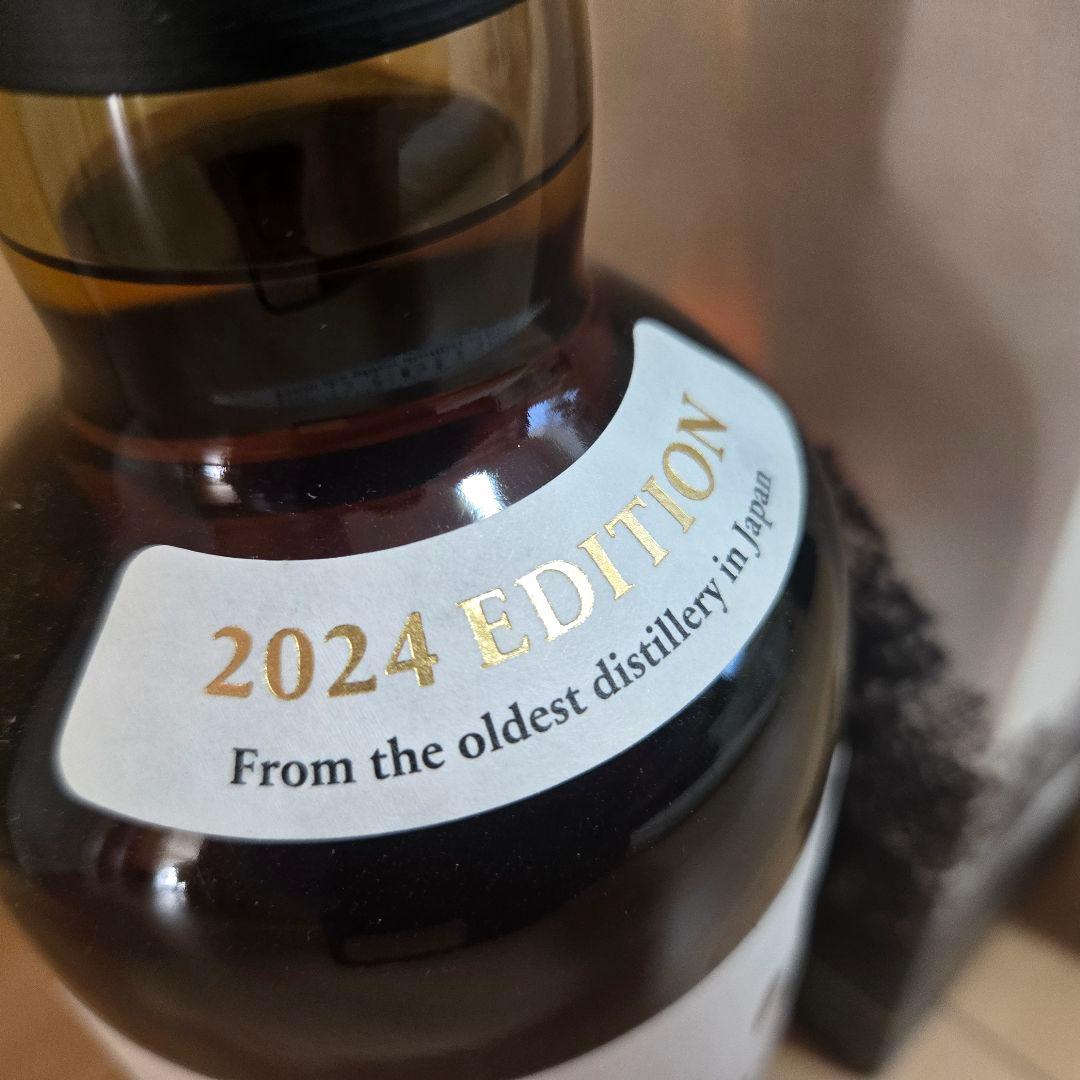 2024 EDITION
From the oldest distillery in Japan